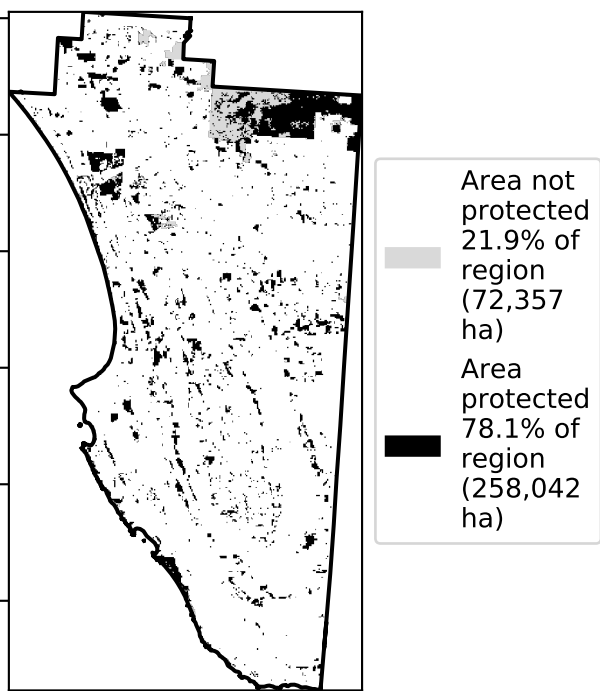 Area not
protected
21.9% of
region
(72,357
ha)
Area
protected
78.1% of
region
(258,042
ha)